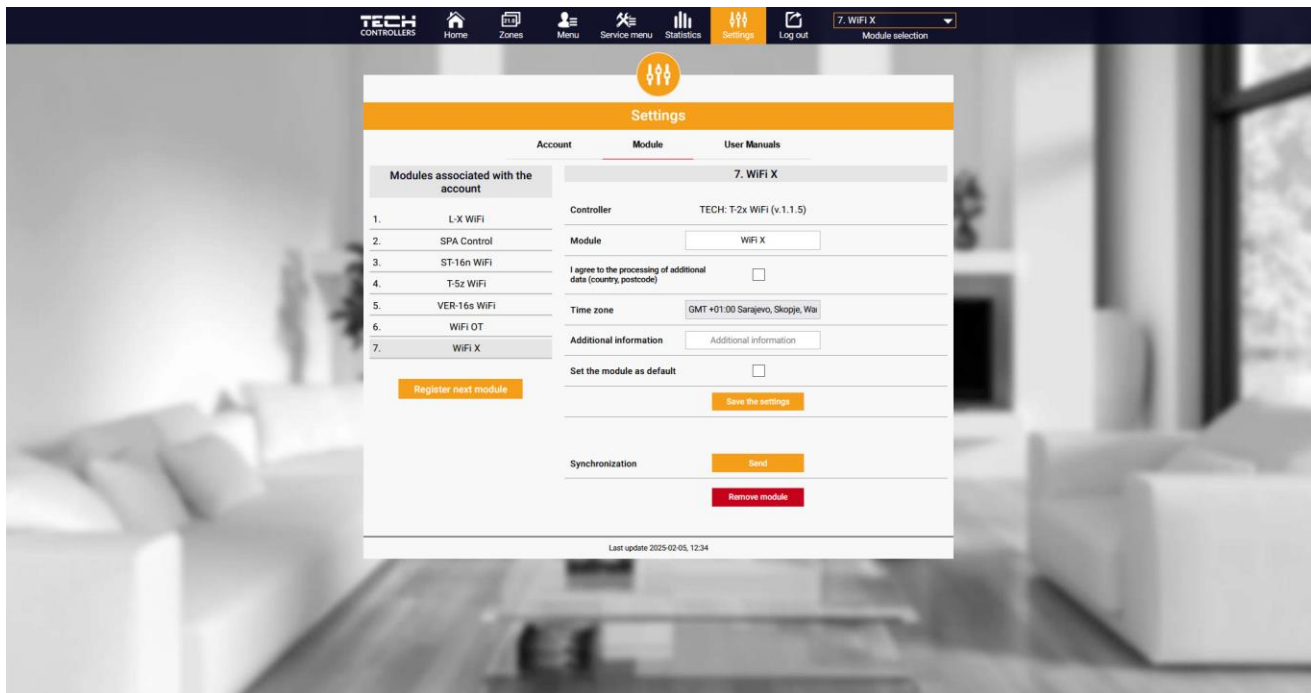 TECH
CONTROLLERS
Home
21.5
Zones
Menu
Service menu
Statistics
Settings
Log out
7. WiFi X
Module selection
Settings
Account Module User Manuals
Modules associated with the
account
1. L-X WiFi
2. SPA Control
3. ST-16n WiFi
4. T-5z WiFi
5. VER-16s WiFi
6. WiFi OT
7. WiFi X
Register next module
7. WiFi X
Controller TECH: T-2x WiFi (v.1.1.5)
Module WiFi X
I agree to the processing of additional
data (country, postcode)
Time zone GMT +01:00 Sarajevo, Skopje, War
Additional information Additional information
Set the module as default
Save the settings
Synchronization Send
Remove module
Last update 2025-02-05, 12:34